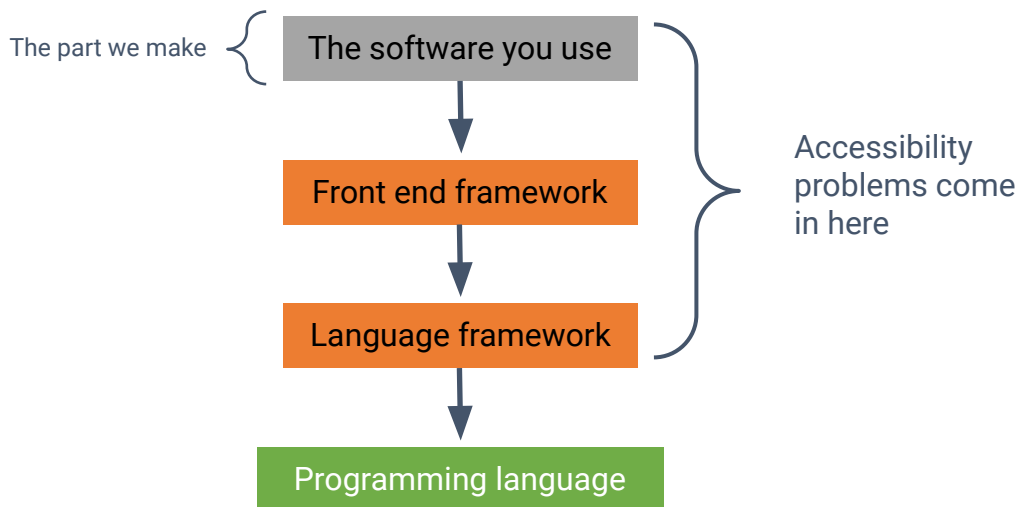 The part we make
The software you use
Front end framework
Accessibility
problems come
in here
Language framework
Programming language